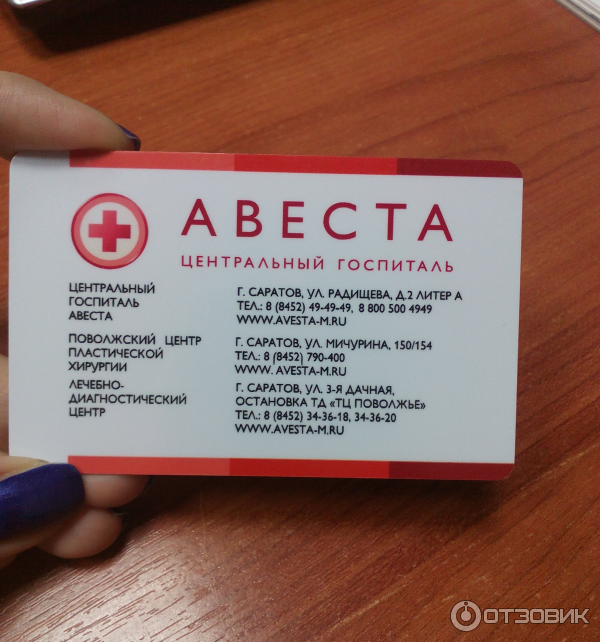 АВЕСТА
ЦЕНТРАЛЬНЫЙ ГОСПИТАЛЬ
ЦЕНТРАЛЬНЫЙ
ГОСПИТАЛЬ
АВЕСТА
Г. САРАТОВ, УЛ. РАДИЩЕВА, Д.2 ЛИТЕР А
ТЕЛ.: 8 (8452) 49-49-49, 8 800 500 4949
WWW.AVESTA-M.RU
ПОВОЛЖСКИЙ ЦЕНТР
ПЛАСТИЧЕСКОЙ
ХИРУРГИИ
Г. САРАТОВ, УЛ. МИЧУРИНА, 150/154
ТЕЛ.: 8 (8452) 790-400
WWW. AVESTA-M.RU
ЛЕЧЕБНО-
ДИАГНОСТИЧЕСКИЙ
ЦЕНТР
Г. САРАТОВ, УЛ. 3-Я ДАЧНАЯ,
ОСТАНОВКА ТД «ТЦ ПОВОЛЖЬЕ»
ТЕЛ.: 8 (8452) 34-36-18, 34-36-20
WWW.AVESTA-M.RU
ОТЗОВИК